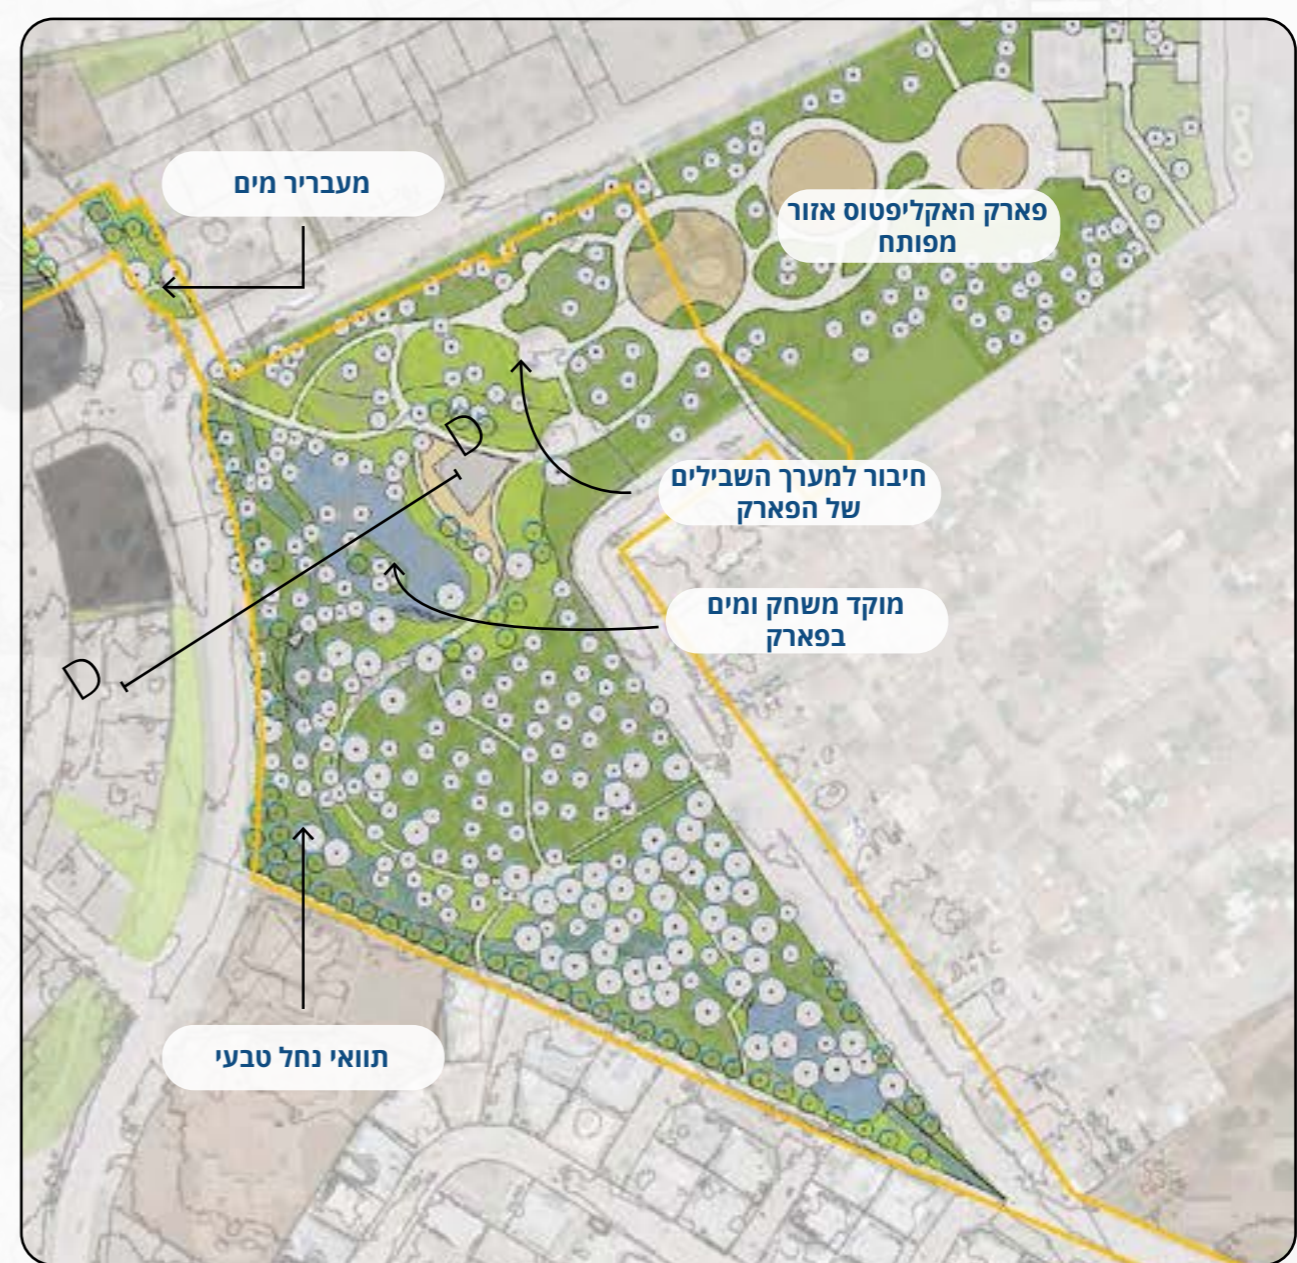 מעבריר מים
פארק האקליפטוס אזור
מפותח
D
חיבור למערך השבילים
של הפארק
מוקד משחק ומים
בפארק
D
תוואי נחל טבעי